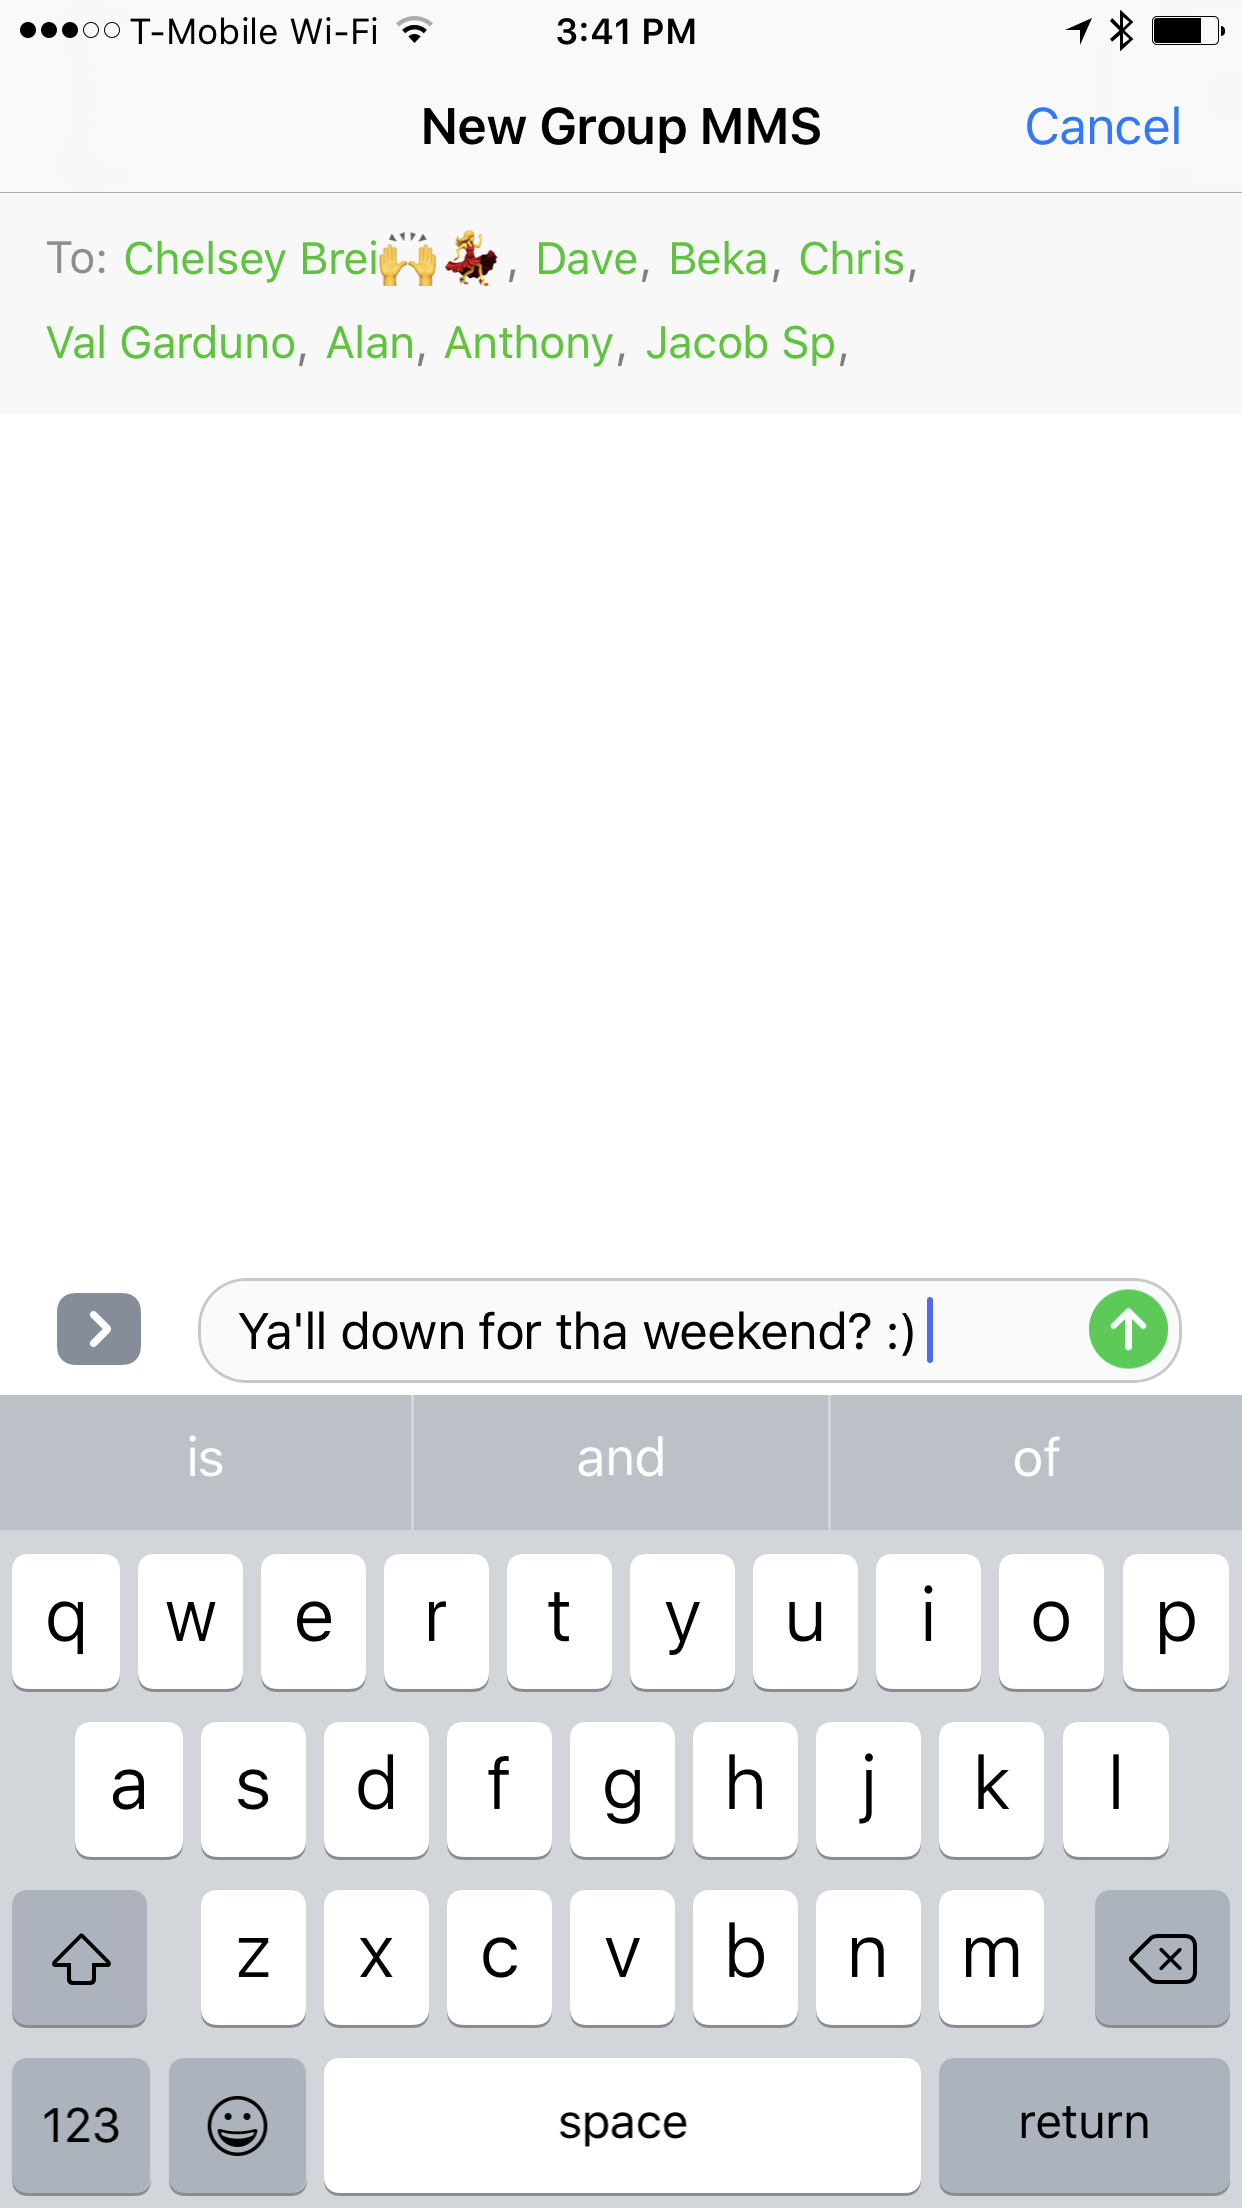 T-Mobile Wi-Fi 3:41 PM
New Group MMS Cancel
To: Chelsey Brei🙌💃, Dave, Beka, Chris,
Val Garduno, Alan, Anthony, Jacob Sp,
Ya'll down for tha weekend? :)
is and of
q w e r t y u i o p
a s d f g h j k l
z x c v b n m
123 space return